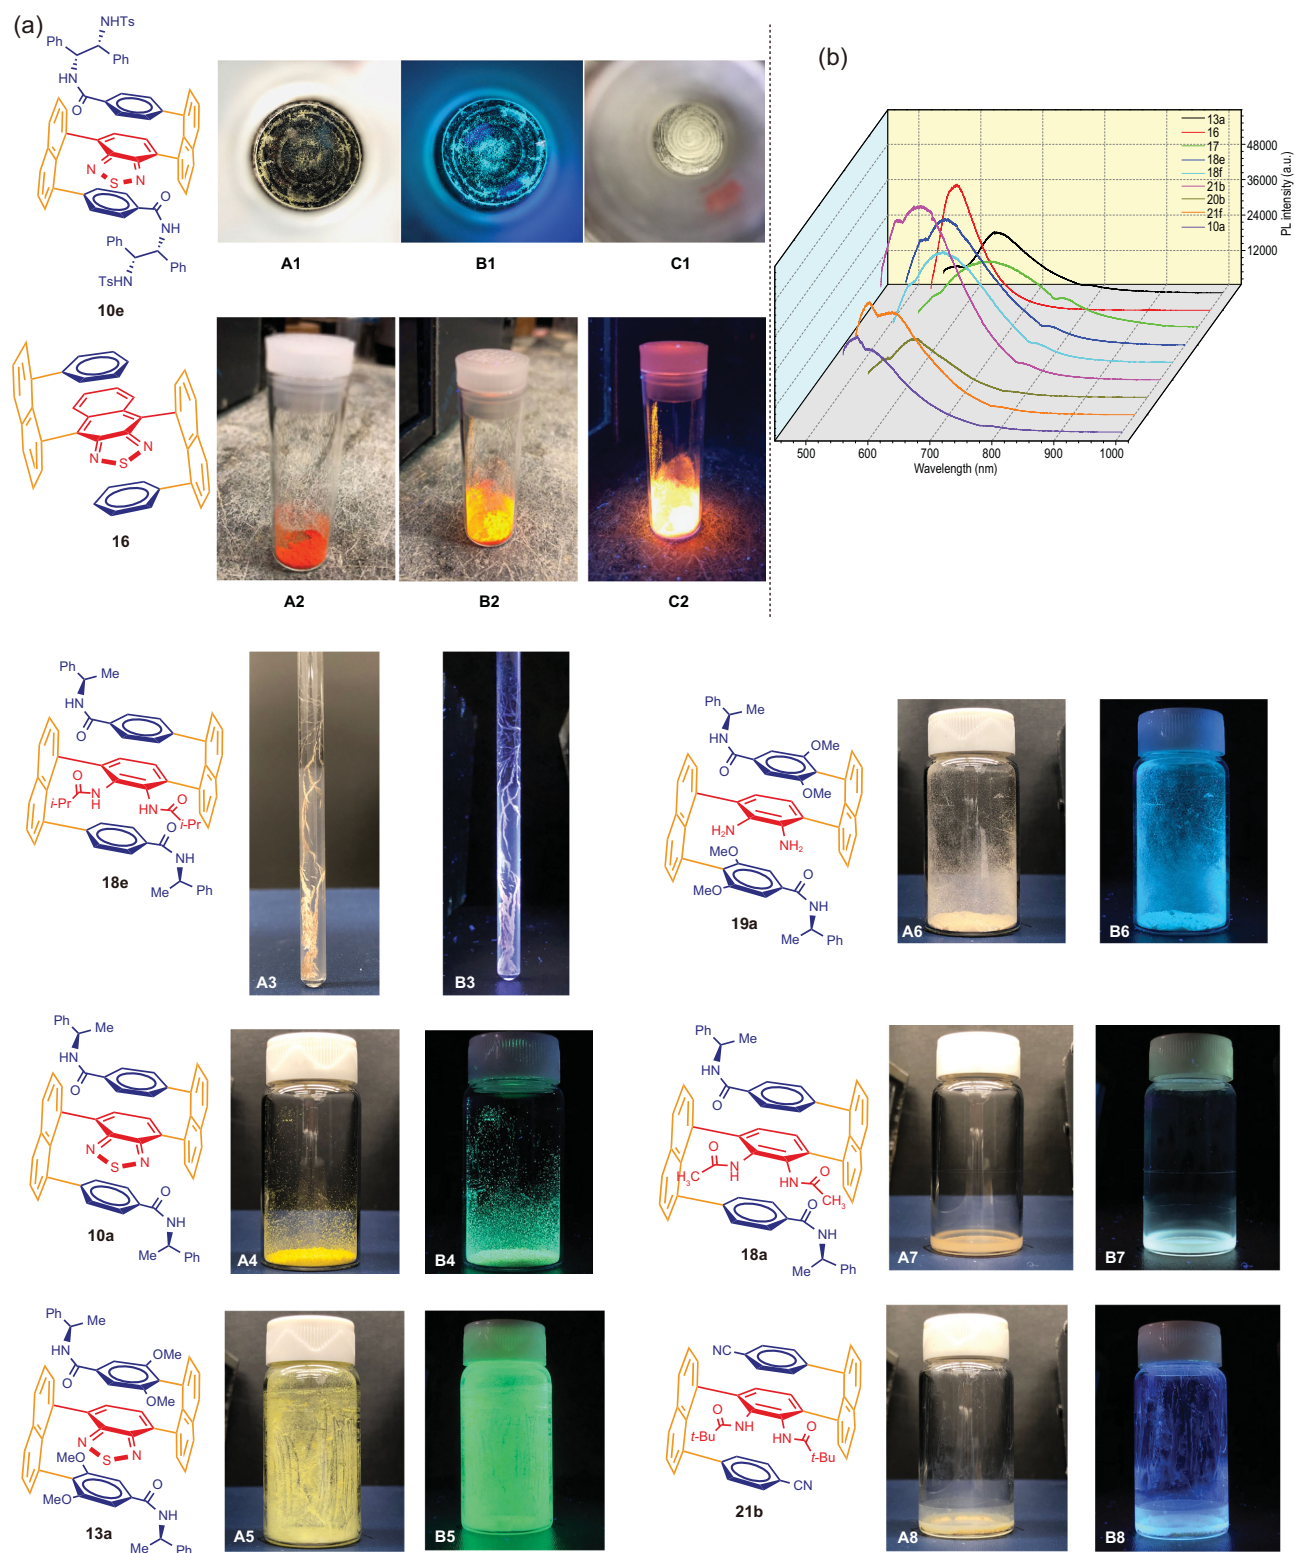 (a)
NHTs
Ph
Ph
HN
O
N
S
N
O
NH
Ph
Ph
TsHN
10e
A1
B1
C1
N
S
N
16
A2
B2
C2
(b)
13a
16
17
18e
18f
21b
20b
21f
10a
48000
36000
24000
12000
PL intensity (a.u.)
500
600
700
800
900
1000
Wavelength (nm)
Ph
Me
HN
O
O
N
H
i-Pr
HN
O
i-Pr
O
NH
Me
Ph
18e
A3
B3
Ph
Me
HN
O
OMe
OMe
H2N
NH2
MeO
MeO
O
NH
Me
Ph
19a
A6
B6
Ph
Me
HN
O
N
S
N
O
NH
Me
Ph
10a
A4
B4
Ph
Me
HN
O
O
H3C
N
H
HN
O
CH3
O
NH
Me
Ph
18a
A7
B7
Ph
Me
HN
O
OMe
OMe
N
S
N
MeO
MeO
O
NH
Me
Ph
13a
A5
B5
NC
O
t-Bu
NH
HN
O
t-Bu
CN
21b
A8
B8